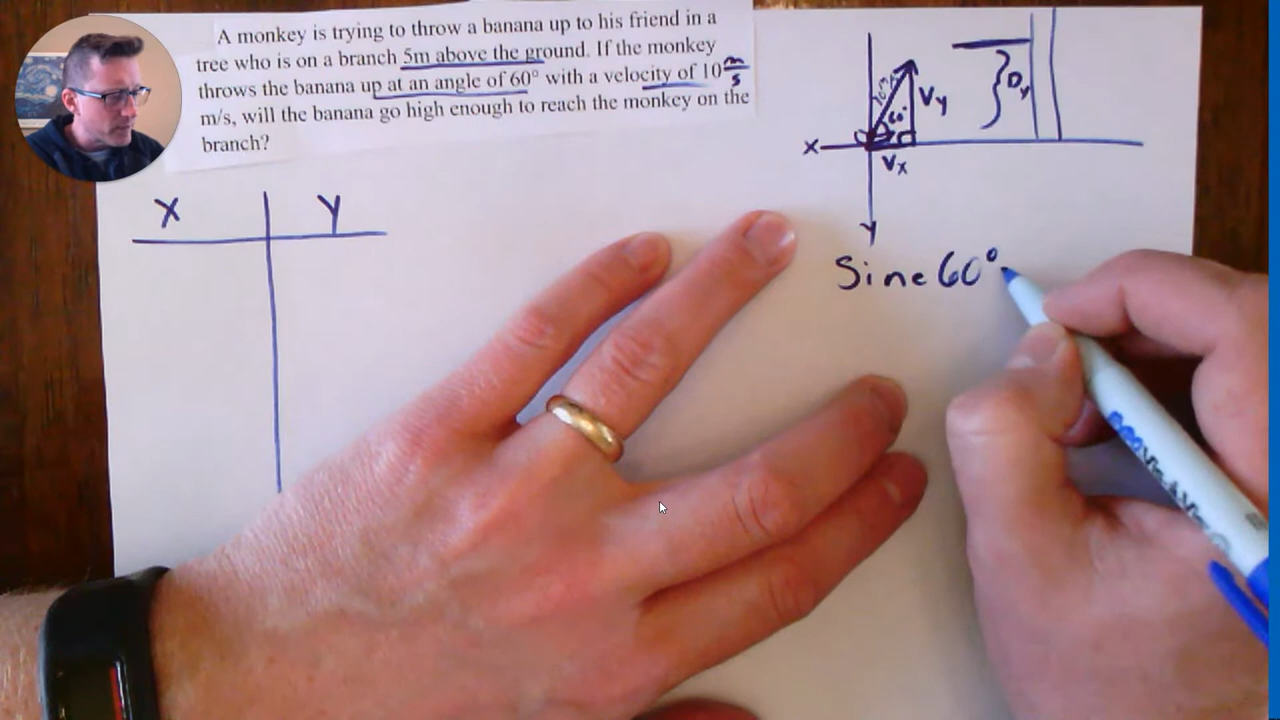 A monkey is trying to throw a banana up to his friend in a
tree who is on a branch 5m above the ground. If the monkey
throws the banana up at an angle of 60° with a velocity of 10 m/s
m/s, will the banana go high enough to reach the monkey on the
branch?
X Y
10 m/s
60°
Vy
Dy
X
Vx
Y
Sine 60°